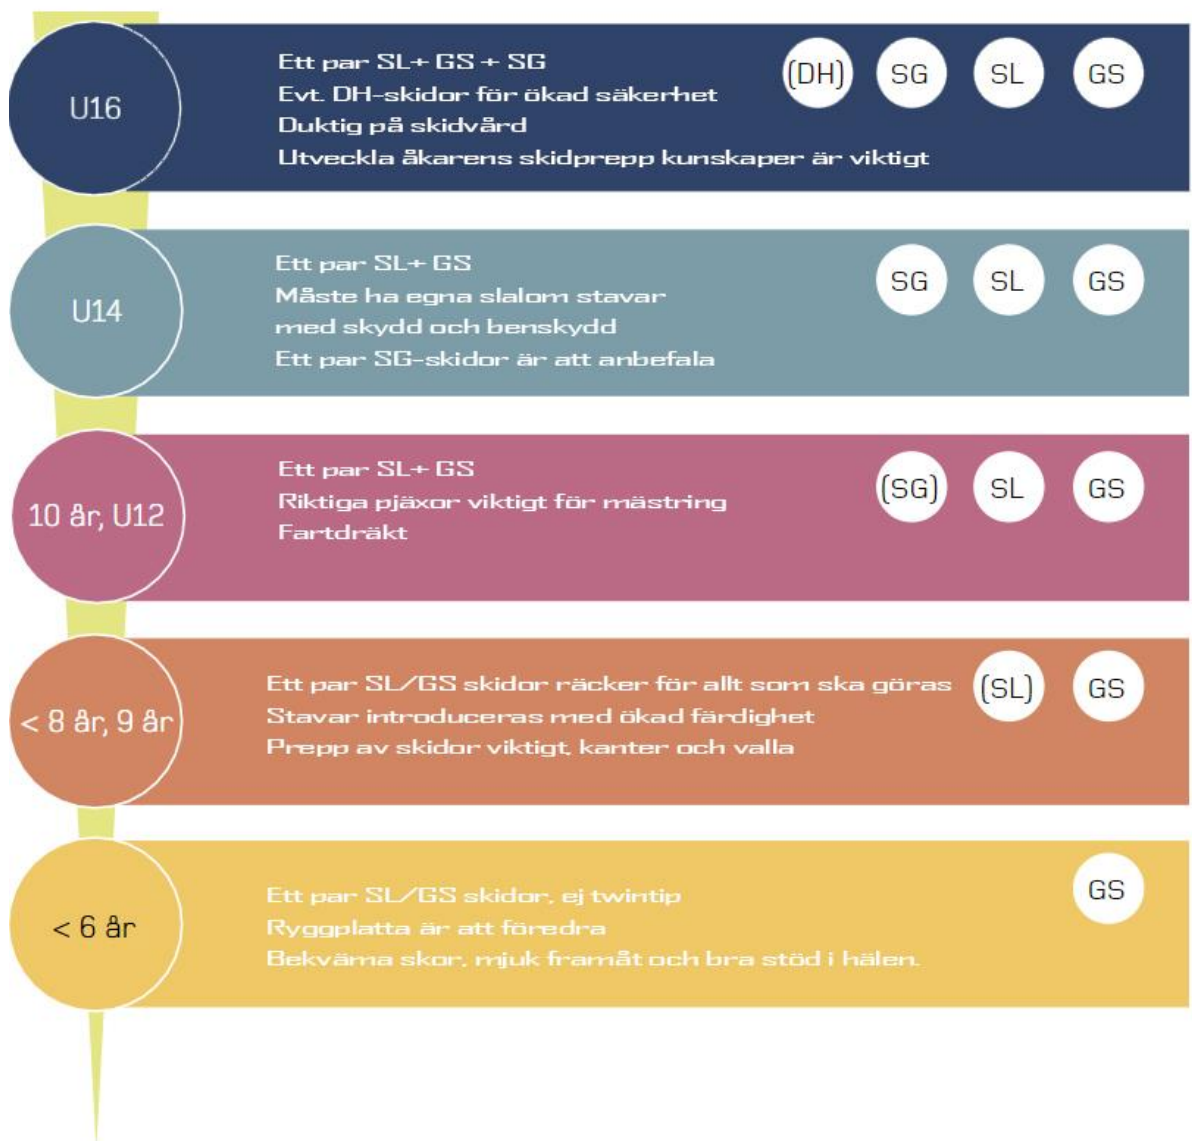 U16
Ett par SL+ GS + SG
Evt. DH-skidor för ökad säkerhet
Duktig på skidvård
Utveckla åkarens skidprepp kunskaper är viktigt
(DH) SG SL GS
U14
Ett par SL+ GS
Måste ha egna slalom stavar
med skydd och benskydd
Ett par SG-skidor är att anbefala
SG SL GS
10 år, U12
Ett par SL+ GS
Riktiga pjäxor viktigt för mästring
Fartdräkt
(SG) SL GS
< 8 år, 9 år
Ett par SL/GS skidor räcker för allt som ska göras
Stavar introduceras med ökad färdighet
Prepp av skidor viktigt, kanter och valla
(SL) GS
< 6 år
Ett par SL/GS skidor, ej twintip
Ryggplatta är att föredra
Bekväma skor, mjuk framåt och bra stöd i hälen.
GS